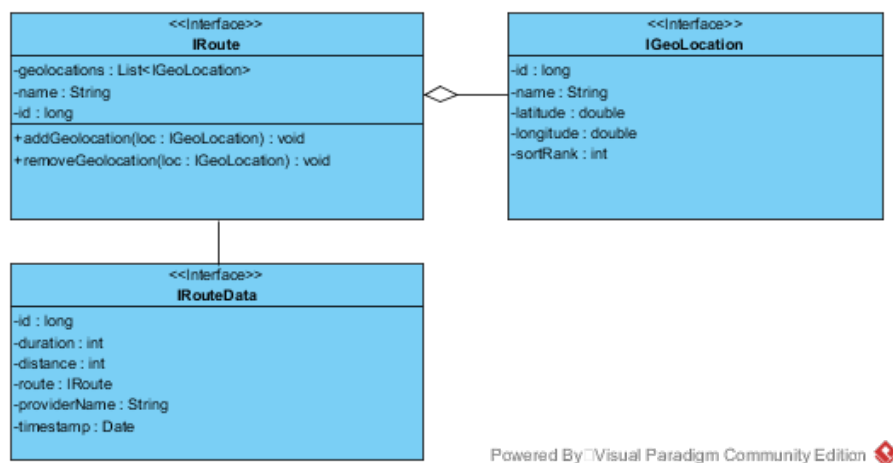 <<Interface>>
IRoute
-geolocations : List<IGeoLocation>
-name : String
-id : long
+addGeolocation(loc : IGeoLocation) : void
+removeGeolocation(loc : IGeoLocation) : void
<<Interface>>
IGeoLocation
-id : long
-name : String
-latitude : double
-longitude : double
-sortRank : int
<<Interface>>
IRouteData
-id : long
-duration : int
-distance : int
-route : IRoute
-providerName : String
-timestamp : Date
Powered By□Visual Paradigm Community Edition